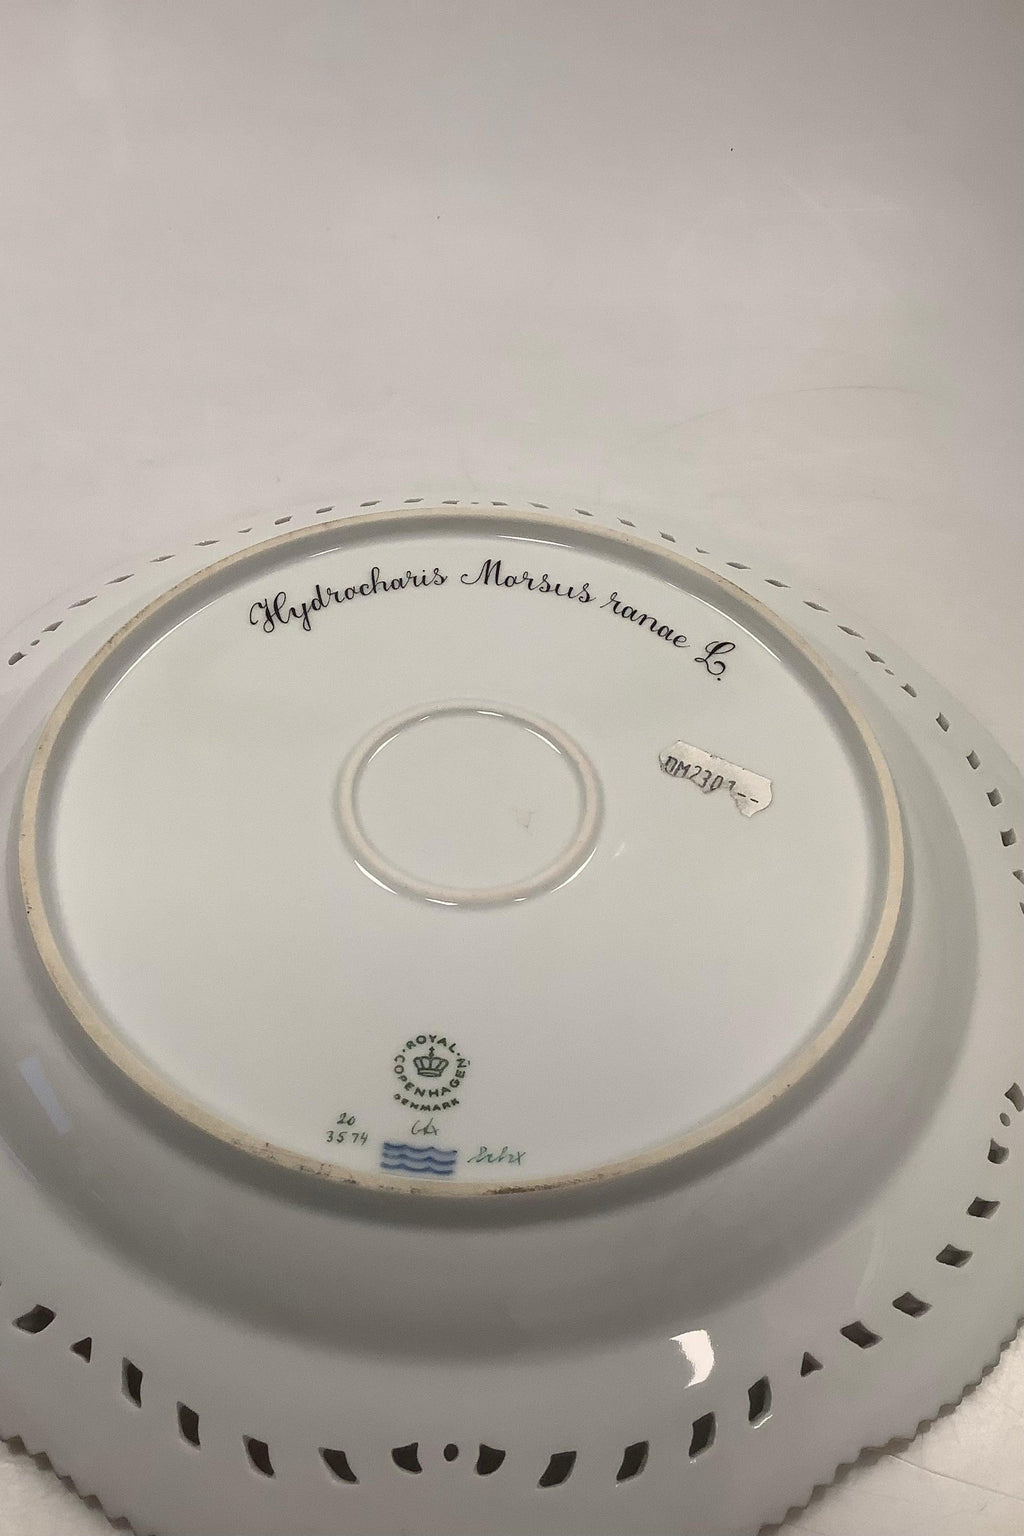 Hydrocharis Morsus ranae L.
ROYAL
COPENHAGEN
DENMARK
20
3574